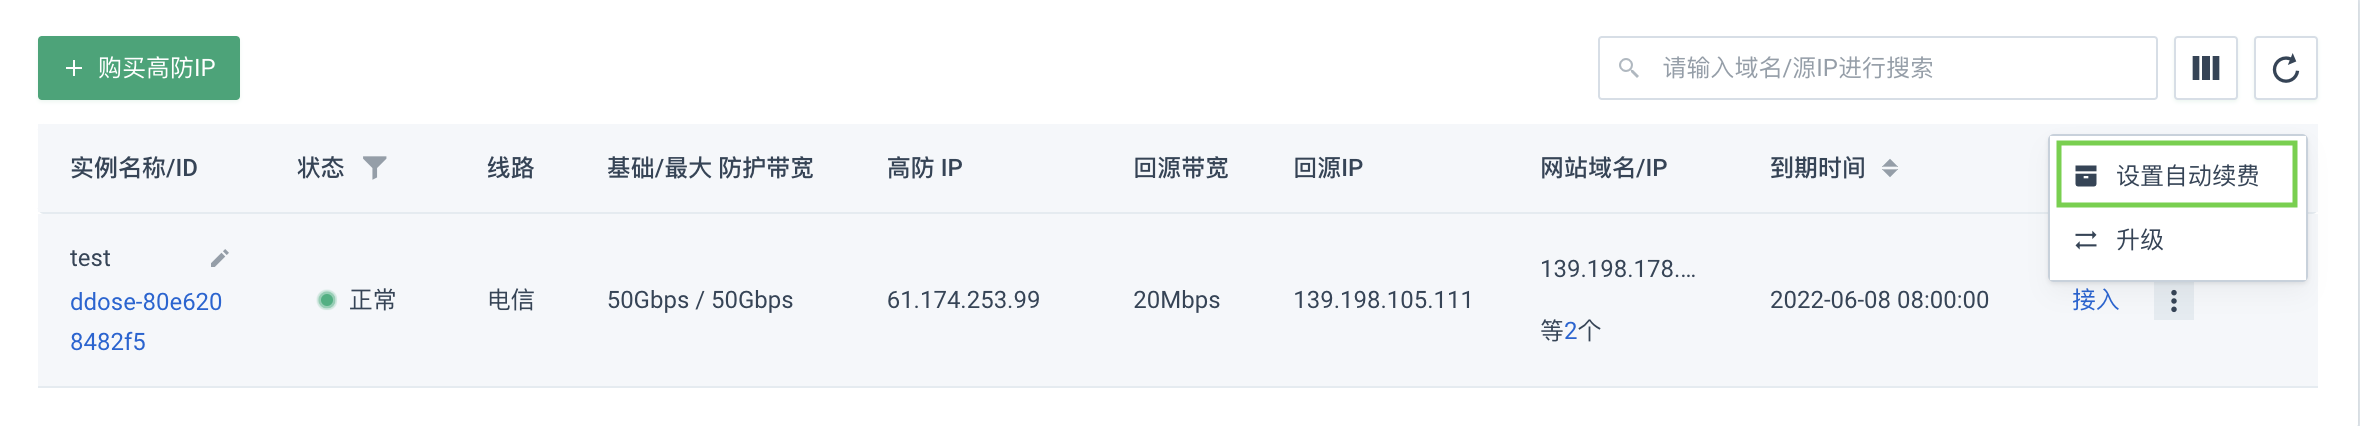 购买高防IP
请输入域名/源IP进行搜索
实例名称/ID 状态 线路 基础/最大 防护带宽 高防 IP 回源带宽 回源IP 网站域名/IP 到期时间
设置自动续费
升级
test
ddose-80e620
8482f5
正常 电信 50Gbps / 50Gbps 61.174.253.99 20Mbps 139.198.105.111
139.198.178....
等2个
2022-06-08 08:00:00 接入